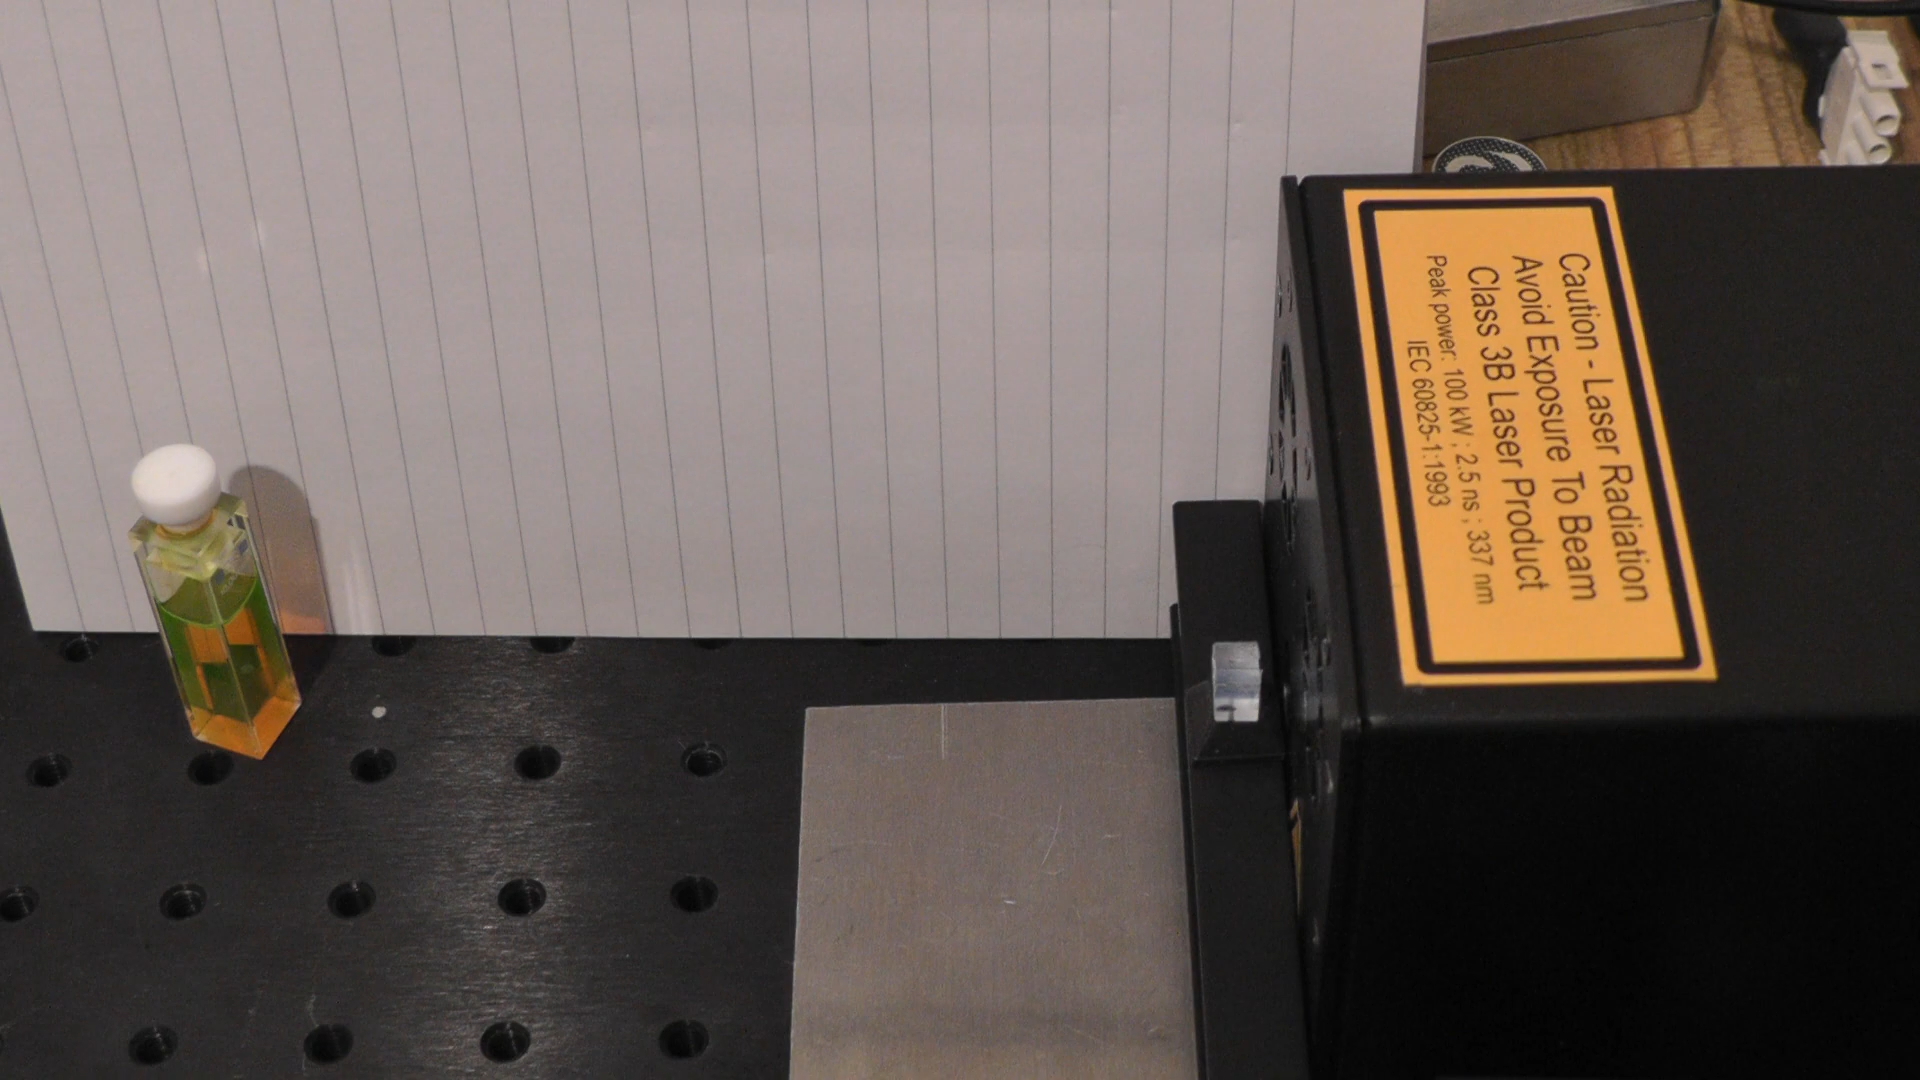 Caution - Laser Radiation
Avoid Exposure To Beam
Class 3B Laser Product
Peak power: 100 kW ; 2.5 ns ; 337 nm
IEC 60825-1:1993